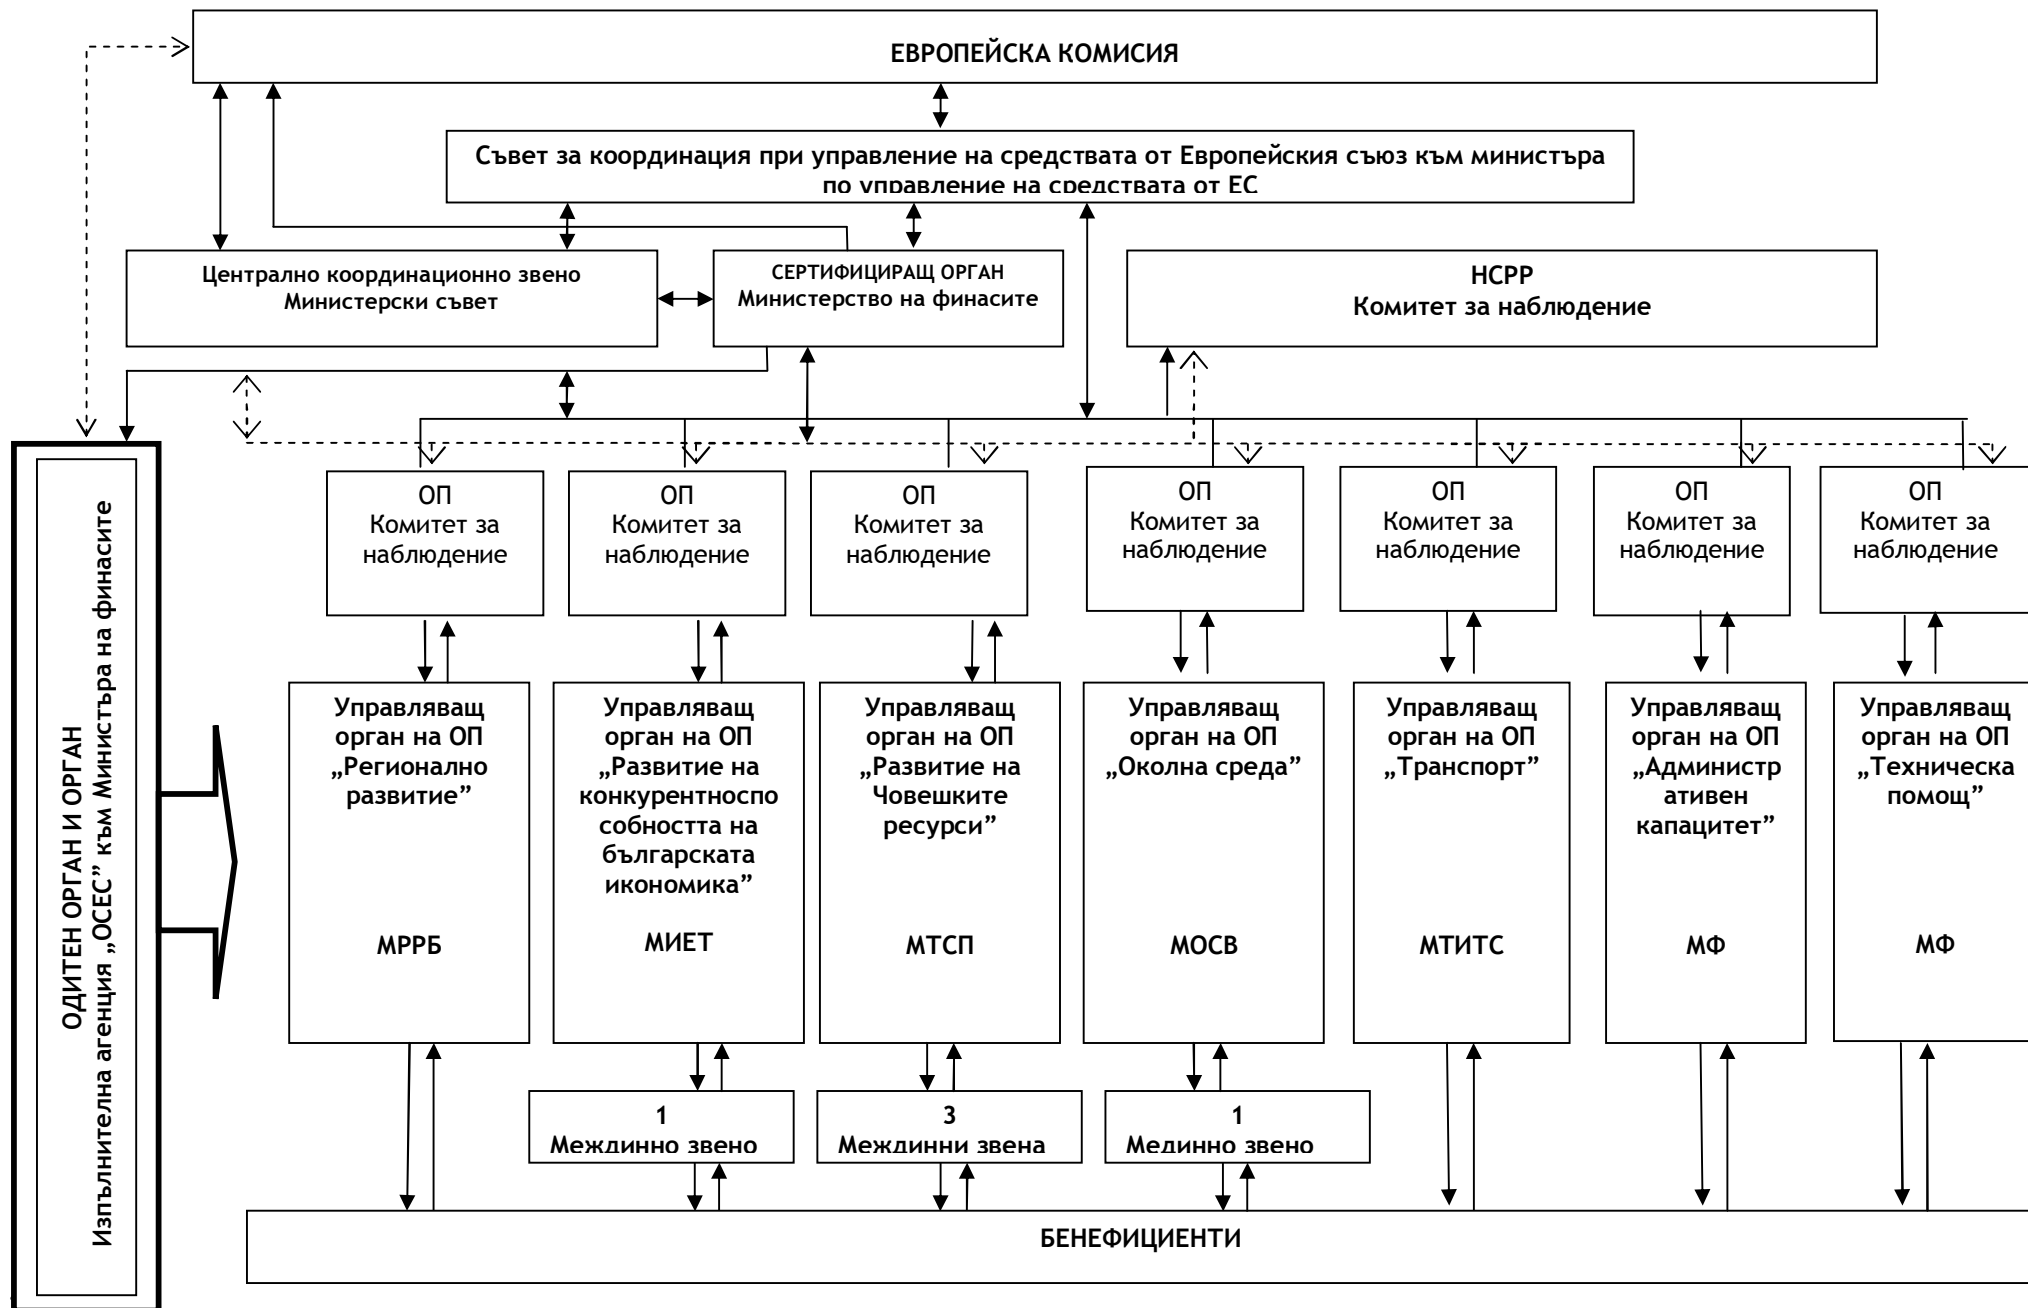 ЕВРОПЕЙСКА КОМИСИЯ
Съвет за координация при управление на средствата от Европейския съюз към министъра
по управление на средствата от ЕС
Централно координационно звено
Министерски съвет
СЕРТИФИЦИРАЩ ОРГАН
Министерство на финасите
НСРР
Комитет за наблюдение
ОДИТЕН ОРГАН И ОРГАН
Изпълнителна агенция „ОСЕС” към Министъра на финасите
ОП
Комитет за
наблюдение
ОП
Комитет за
наблюдение
ОП
Комитет за
наблюдение
ОП
Комитет за
наблюдение
ОП
Комитет за
наблюдение
ОП
Комитет за
наблюдение
ОП
Комитет за
наблюдение
Управляващ
орган на ОП
„Регионално
развитие”
МРРБ
Управляващ
орган на ОП
„Развитие на
конкурентноспо
собността на
българската
икономика”
МИЕТ
Управляващ
орган на ОП
„Развитие на
Човешките
ресурси”
МТСП
Управляващ
орган на ОП
„Околна среда”
МОСВ
Управляващ
орган на ОП
„Транспорт”
МТИТС
Управляващ
орган на ОП
„Администр
ативен
капацитет”
МФ
Управляващ
орган на ОП
„Техническа
помощ”
МФ
1
Междинно звено
3
Междинни звена
1
Мединно звено
БЕНЕФИЦИЕНТИ